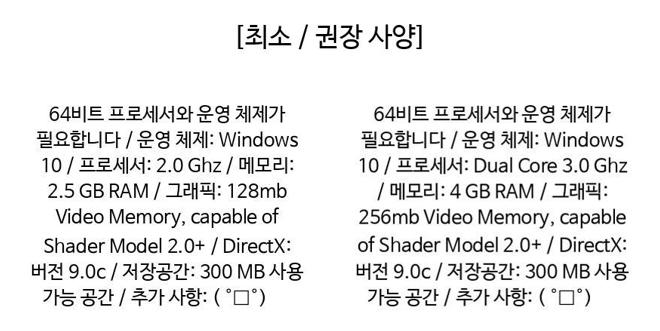 [최소 / 권장 사양]
64비트 프로세서와 운영 체제가
필요합니다 / 운영 체제: Windows
10 / 프로세서: 2.0 Ghz / 메모리:
2.5 GB RAM / 그래픽: 128mb
Video Memory, capable of
Shader Model 2.0+ / DirectX:
버전 9.0c / 저장공간: 300 MB 사용
가능 공간 / 추가 사항: ( ˚□˚)
64비트 프로세서와 운영 체제가
필요합니다 / 운영 체제: Windows
10 / 프로세서: Dual Core 3.0 Ghz
/ 메모리: 4 GB RAM / 그래픽:
256mb Video Memory, capable
of Shader Model 2.0+ / DirectX:
버전 9.0c / 저장공간: 300 MB 사용
가능 공간 / 추가 사항: ( ˚□˚)